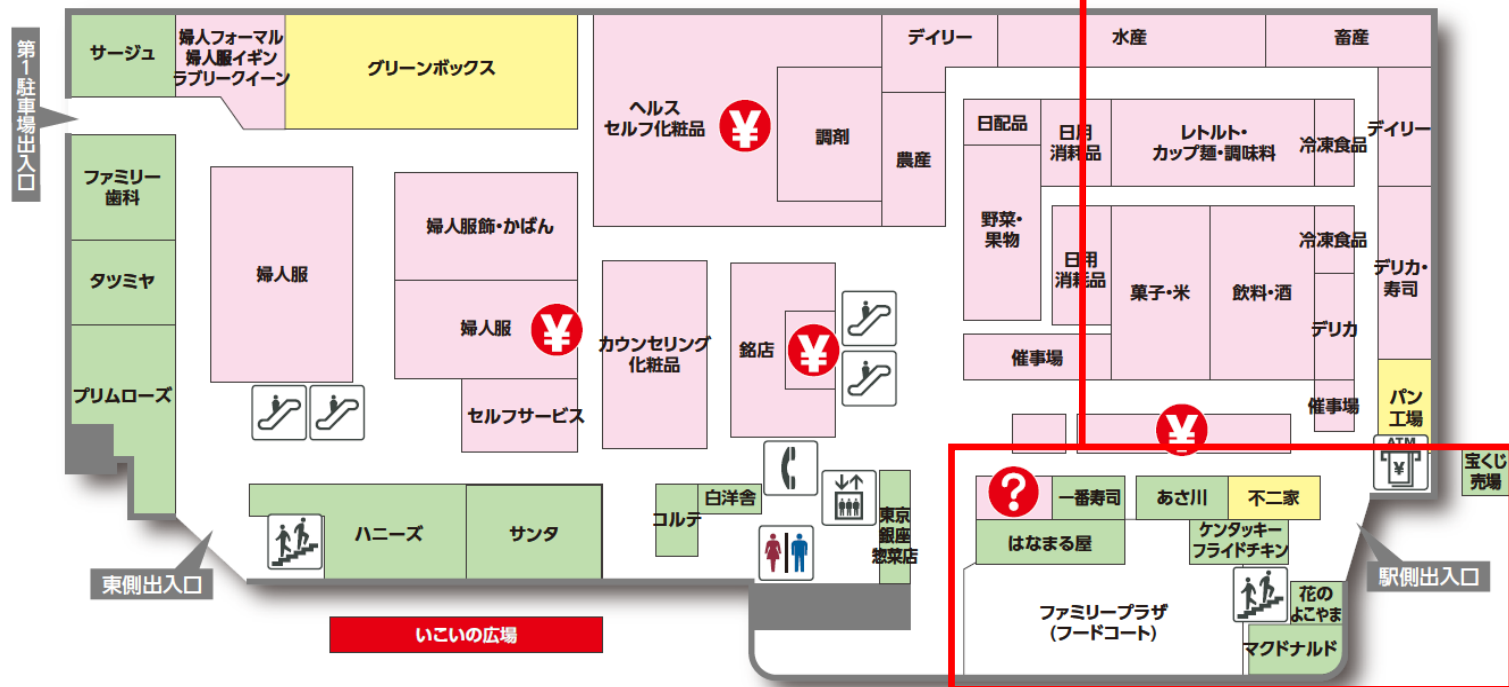 第1駐車場出入口
サージュ
婦人フォーマル
婦人服イギン
ラブリークイーン
グリーンボックス
ヘルス
セルフ化粧品
¥
調剤
デイリー
農産
水産
畜産
日配品
日用
消耗品
レトルト・
カップ麺・調味料
冷凍食品
デイリー
ファミリー
歯科
タツミヤ
プリムローズ
婦人服
婦人服飾・かばん
婦人服
¥
セルフサービス
カウンセリング
化粧品
銘店
¥
野菜・
果物
日用
消耗品
菓子・米
飲料・酒
冷凍食品
デリカ
デリカ・
寿司
催事場
催事場
パン
工場
¥
ATM
¥
宝くじ
売場
ハニーズ
サンタ
コルテ
白洋舎
東京
銀座
惣菜店
?
一番寿司
あさ川
不二家
はなまる屋
ケンタッキー
フライドチキン
東側出入口
駅側出入口
ファミリープラザ
(フードコート)
花の
よこやま
マクドナルド
いこいの広場